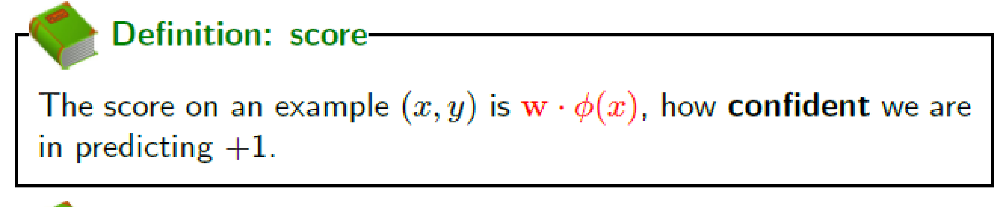 Definition: score
The score on an example (x, y) is w · ϕ(x), how confident we are
in predicting +1.